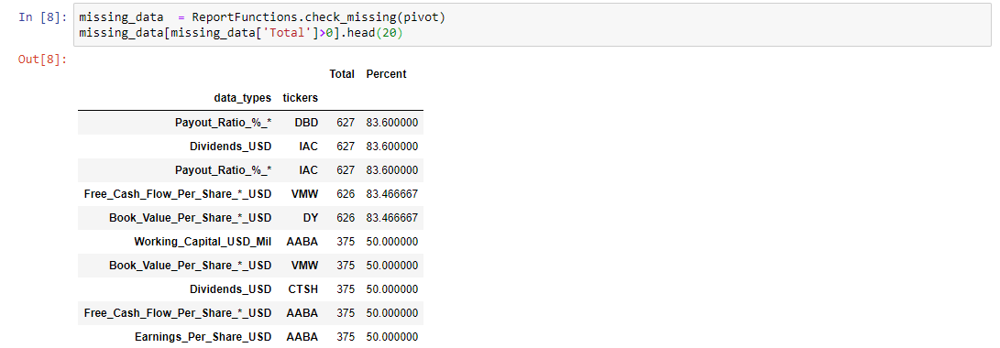 In [8]: missing_data  = ReportFunctions.check_missing(pivot)
missing_data[missing_data['Total']>0].head(20)
Out[8]:
Total Percent
data_types tickers
Payout_Ratio_%_* DBD 627 83.600000
Dividends_USD IAC 627 83.600000
Payout_Ratio_%_* IAC 627 83.600000
Free_Cash_Flow_Per_Share_*_USD VMW 626 83.466667
Book_Value_Per_Share_*_USD DY 626 83.466667
Working_Capital_USD_Mil AABA 375 50.000000
Book_Value_Per_Share_*_USD VMW 375 50.000000
Dividends_USD CTSH 375 50.000000
Free_Cash_Flow_Per_Share_*_USD AABA 375 50.000000
Earnings_Per_Share_USD AABA 375 50.000000